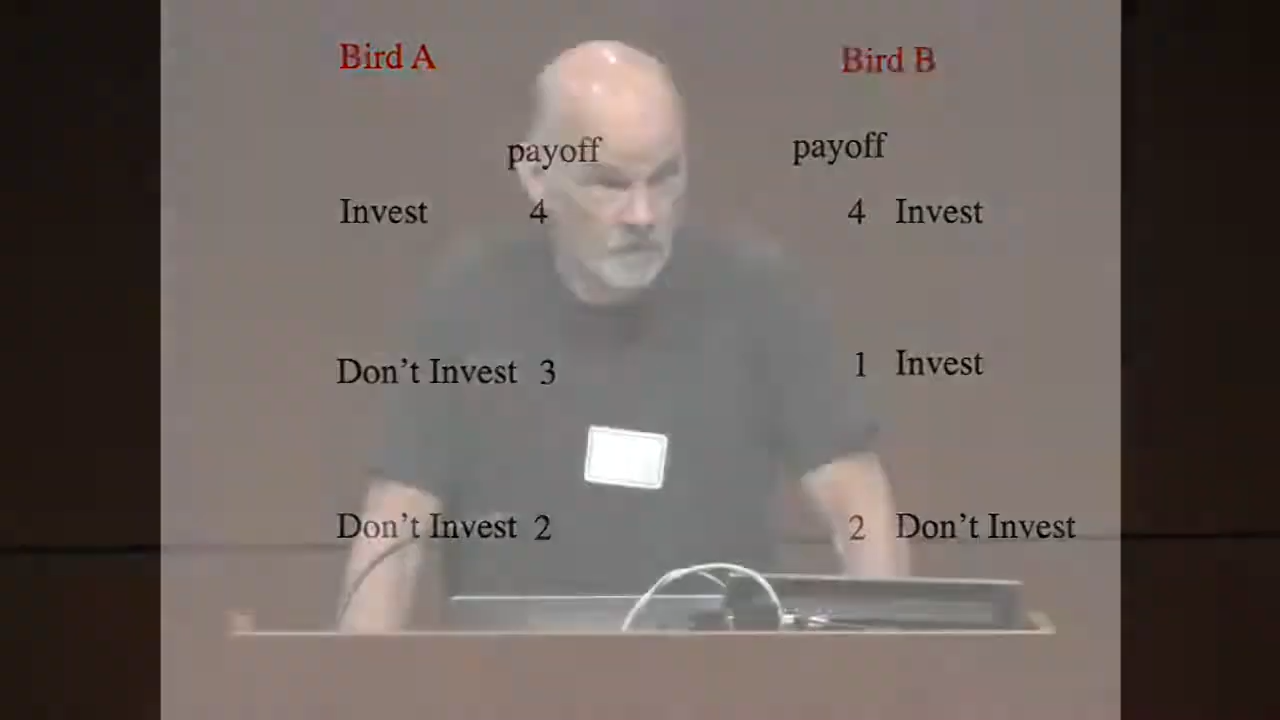 Bird A Bird B
payoff payoff
Invest 4 4 Invest
Don't Invest 3 1 Invest
Don't Invest 2 2 Don't Invest